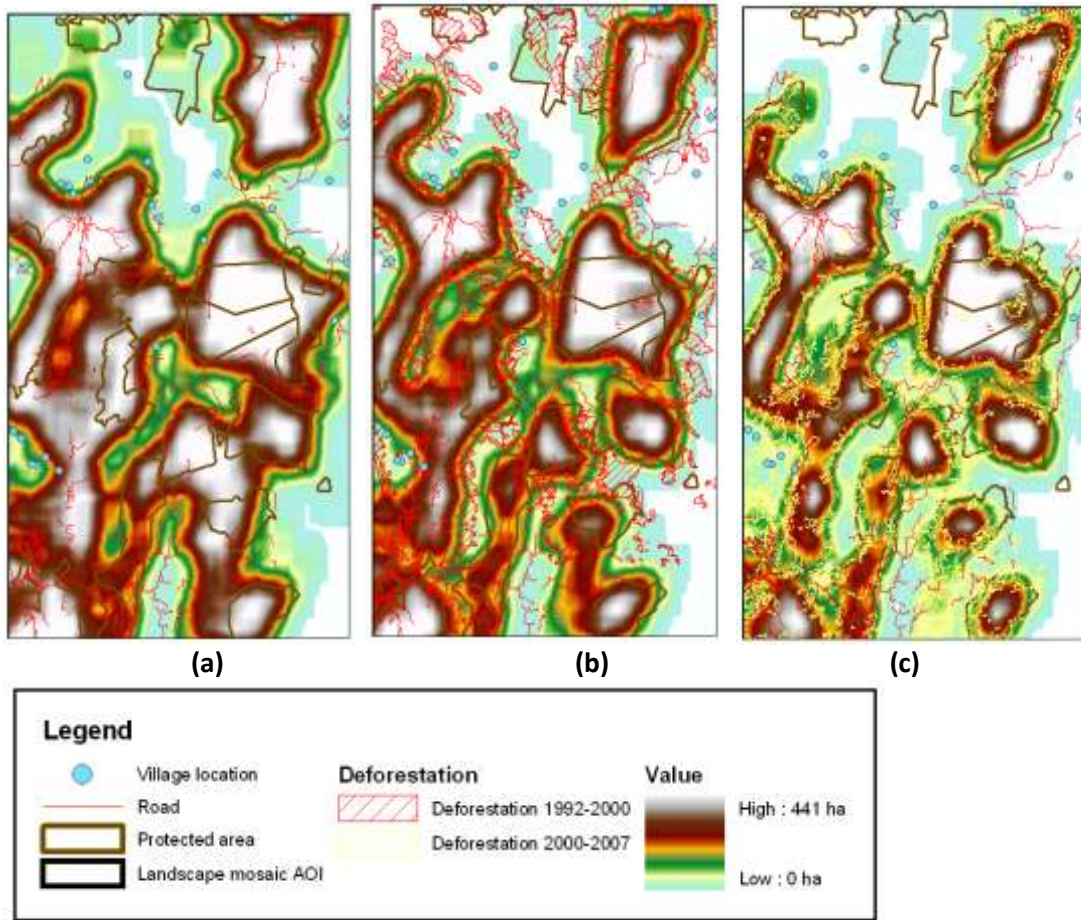 (a)
(b)
(c)
Legend
Village location
Road
Protected area
Landscape mosaic AOI
Deforestation
Deforestation 1992-2000
Deforestation 2000-2007
Value
High : 441 ha
Low : 0 ha